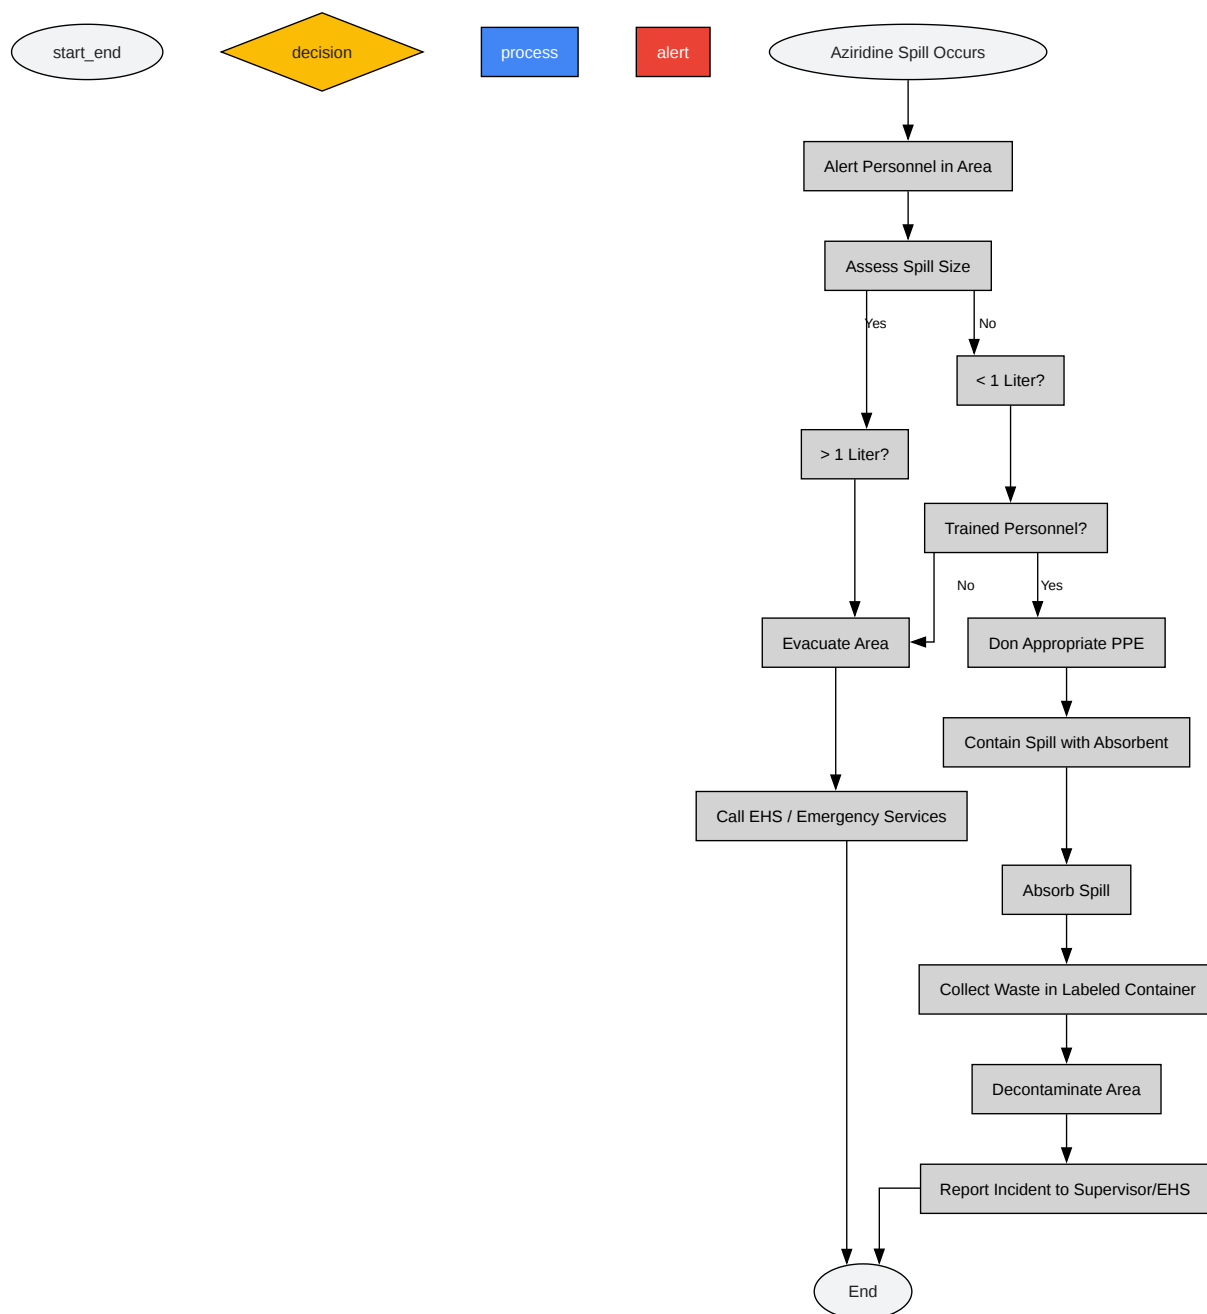 start_end
decision
process
alert
Aziridine Spill Occurs
Alert Personnel in Area
Assess Spill Size
Yes
No
< 1 Liter?
> 1 Liter?
Trained Personnel?
No
Yes
Evacuate Area
Don Appropriate PPE
Contain Spill with Absorbent
Call EHS / Emergency Services
Absorb Spill
Collect Waste in Labeled Container
Decontaminate Area
Report Incident to Supervisor/EHS
End